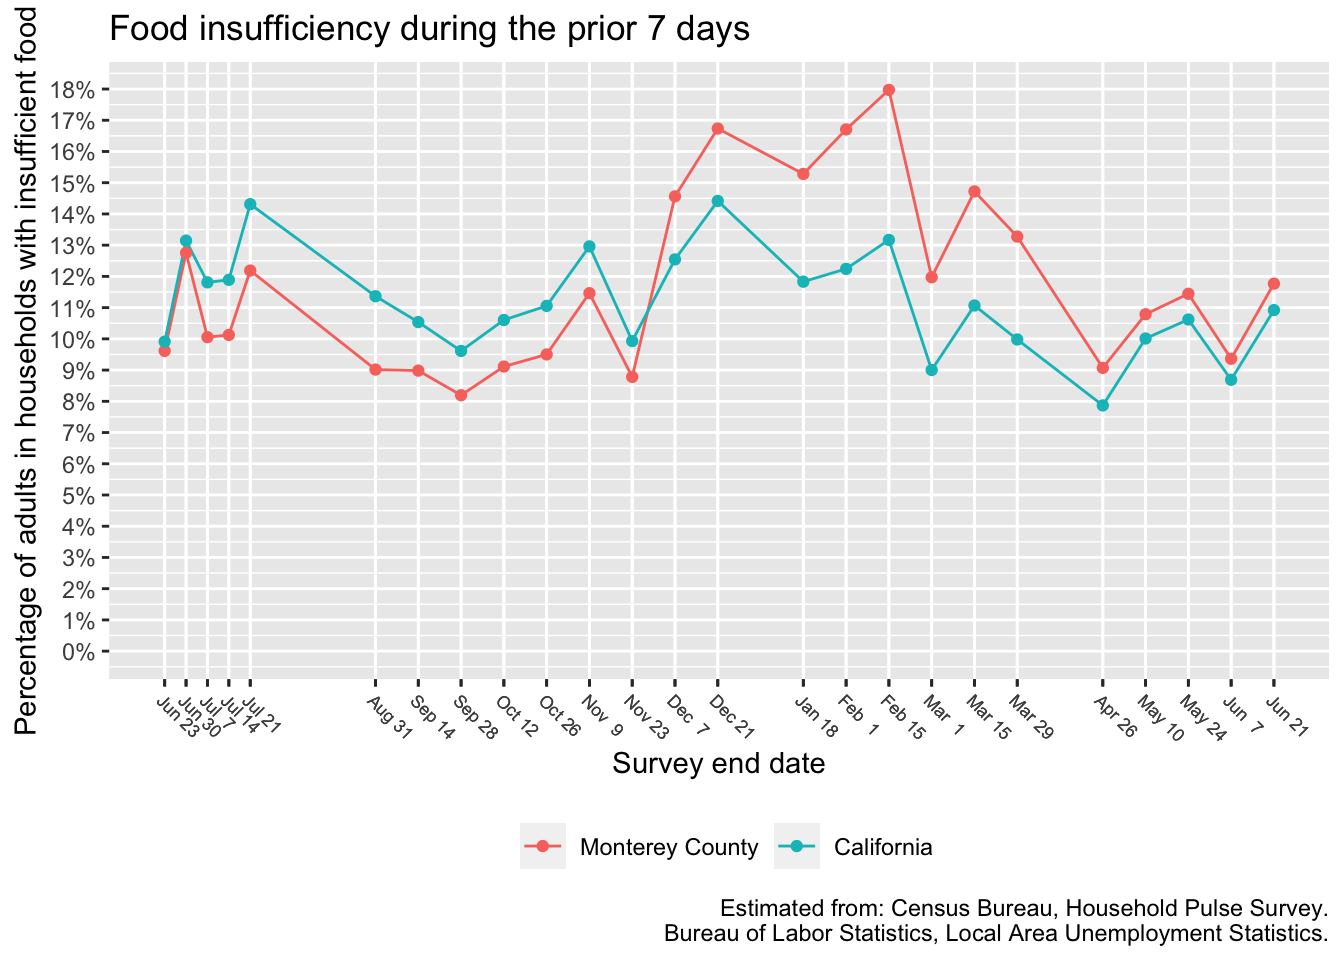 Food insufficiency during the prior 7 days
Percentage of adults in households with insufficient food
18%
17%
16%
15%
14%
13%
12%
11%
10%
9%
8%
7%
6%
5%
4%
3%
2%
1%
0%
Jun 23
Jun 30
Jul 7
Jul 14
Jul 21
Aug 31
Sep 14
Sep 28
Oct 12
Oct 26
Nov 9
Nov 23
Dec 7
Dec 21
Jan 18
Feb 1
Feb 15
Mar 1
Mar 15
Mar 29
Apr 26
May 10
May 24
Jun 7
Jun 21
Survey end date
Monterey County
California
Estimated from: Census Bureau, Household Pulse Survey.
Bureau of Labor Statistics, Local Area Unemployment Statistics.